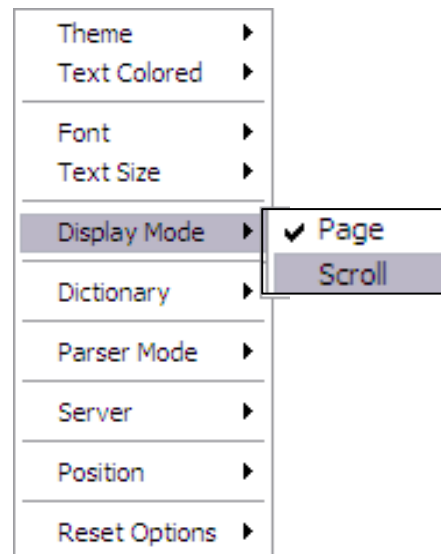 Theme
Text Colored
Font
Text Size
Display Mode
Page
Scroll
Dictionary
Parser Mode
Server
Position
Reset Options